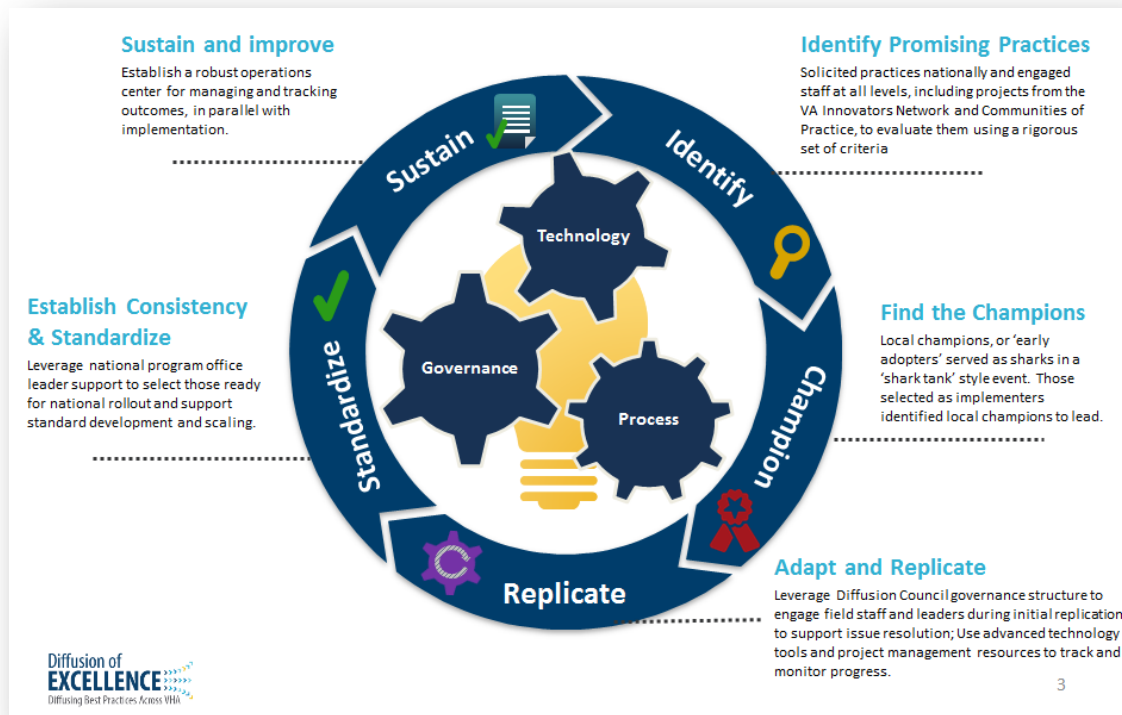 Sustain and improve
Establish a robust operations
center for managing and tracking
outcomes, in parallel with
implementation.
Identify Promising Practices
Solicited practices nationally and engaged
staff at all levels, including projects from the
VA Innovators Network and Communities of
Practice, to evaluate them using a rigorous
set of criteria
Sustain
Identify
Technology
Establish Consistency
& Standardize
Leverage national program office
leader support to select those ready
for national rollout and support
standard development and scaling.
Find the Champions
Local champions, or ‘early
adopters’ served as sharks in a
‘shark tank’ style event. Those
selected as implementers
identified local champions to lead.
Governance
Process
Standardize
Champion
Replicate
Adapt and Replicate
Leverage Diffusion Council governance structure to
engage field staff and leaders during initial replication
to support issue resolution; Use advanced technology
tools and project management resources to track and
monitor progress.
Diffusion of
EXCELLENCE
Diffusing Best Practices Across VHA
3